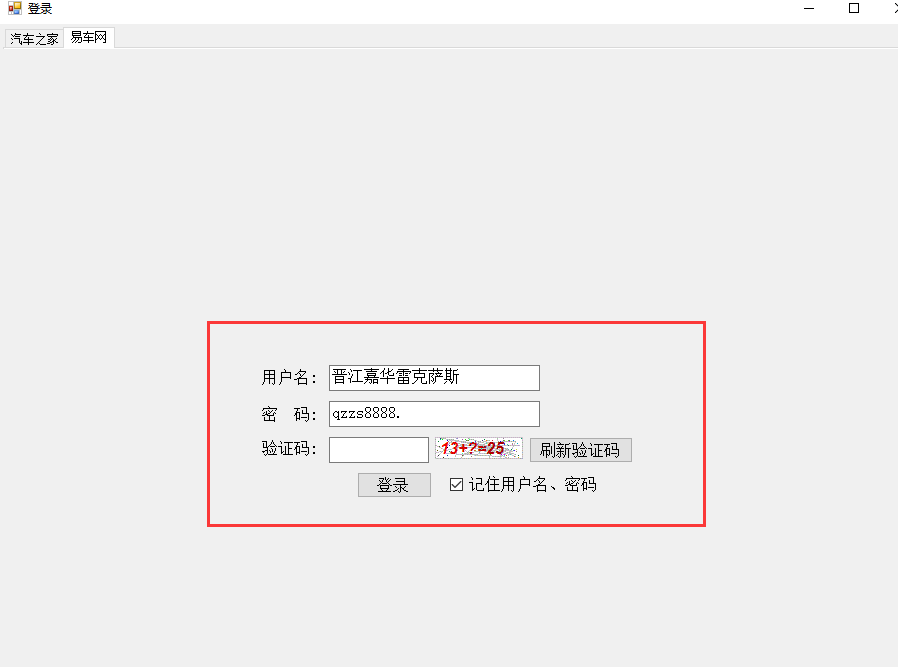 登录
汽车之家 易车网
用户名： 晋江嘉华雷克萨斯
密 码： qzzs8888.
验证码： 13+?=25 刷新验证码
登录 记住用户名、密码